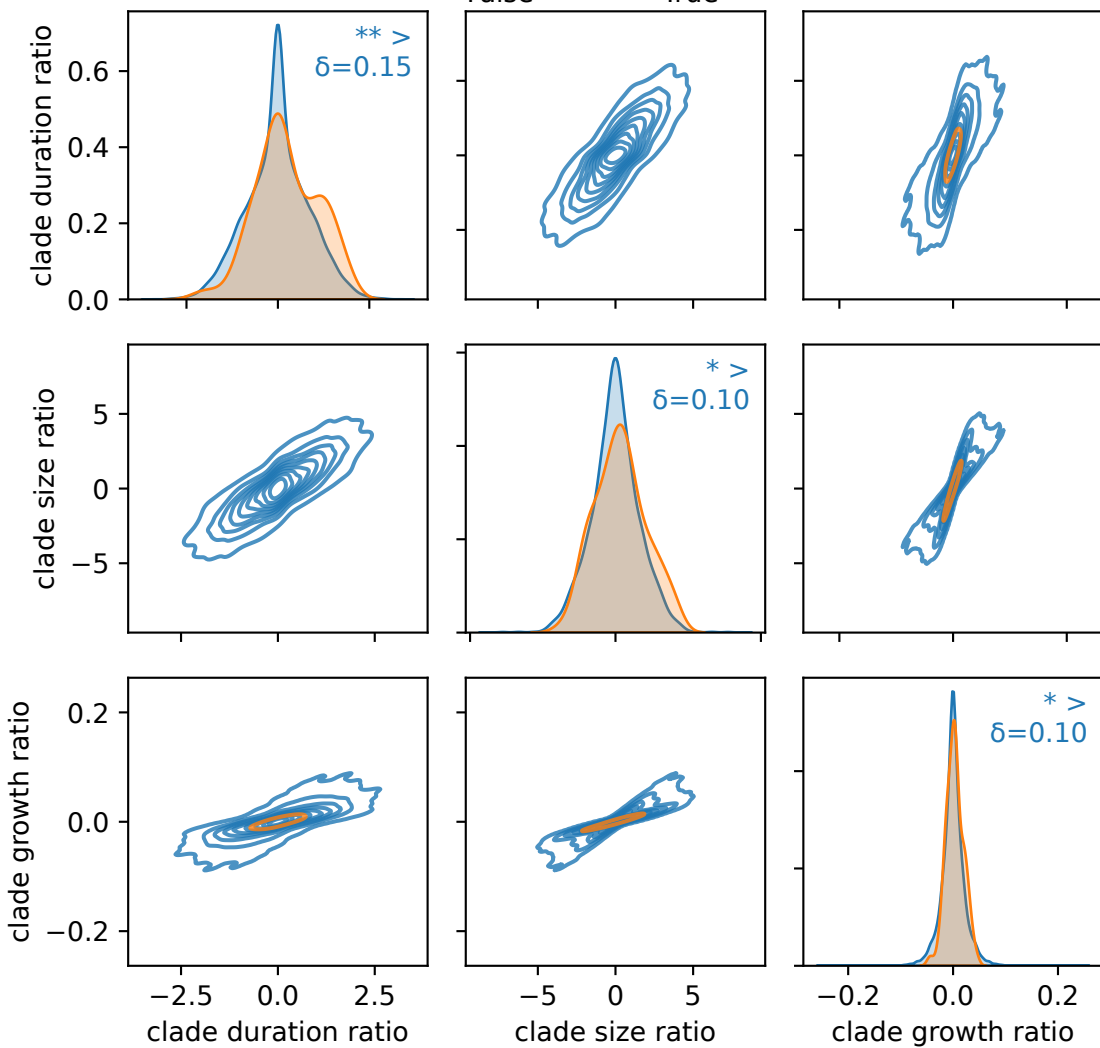 clade duration ratio
0.6
0.4
0.2
0.0
** >
δ=0.15
clade size ratio
5
0
−5
* >
δ=0.10
clade growth ratio
0.2
0.0
−0.2
* >
δ=0.10
−2.5 0.0 2.5
−5 0 5
−0.2 0.0 0.2
clade duration ratio
clade size ratio
clade growth ratio